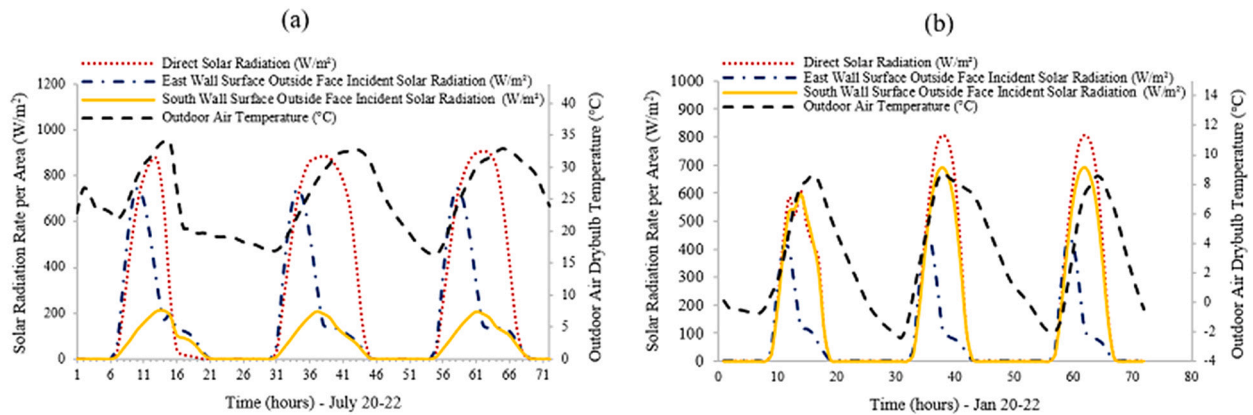 (a)
Direct Solar Radiation (W/m²)
East Wall Surface Outside Face Incident Solar Radiation (W/m²)
South Wall Surface Outside Face Incident Solar Radiation (W/m²)
Outdoor Air Temperature (°C)
Solar Radiation Rate per Area (W/m²)
1200
1000
800
600
400
200
0
1 6 11 16 21 26 31 36 41 46 51 56 61 66 71
Time (hours) - July 20-22
40
35
30
25
20
15
10
5
0
Outdoor Air Drybulb Temperature (°C)
(b)
Direct Solar Radiation (W/m²)
East Wall Surface Outside Face Incident Solar Radiation (W/m²)
South Wall Surface Outside Face Incident Solar Radiation (W/m²)
Outdoor Air Temperature (°C)
Solar Radiation Rate per Area (W/m²)
1000
900
800
700
600
500
400
300
200
100
0
0 10 20 30 40 50 60 70 80
Time (hours) - Jan 20-22
14
12
10
8
6
4
2
0
-2
-4
Outdoor Air Drybulb Temperature (°C)